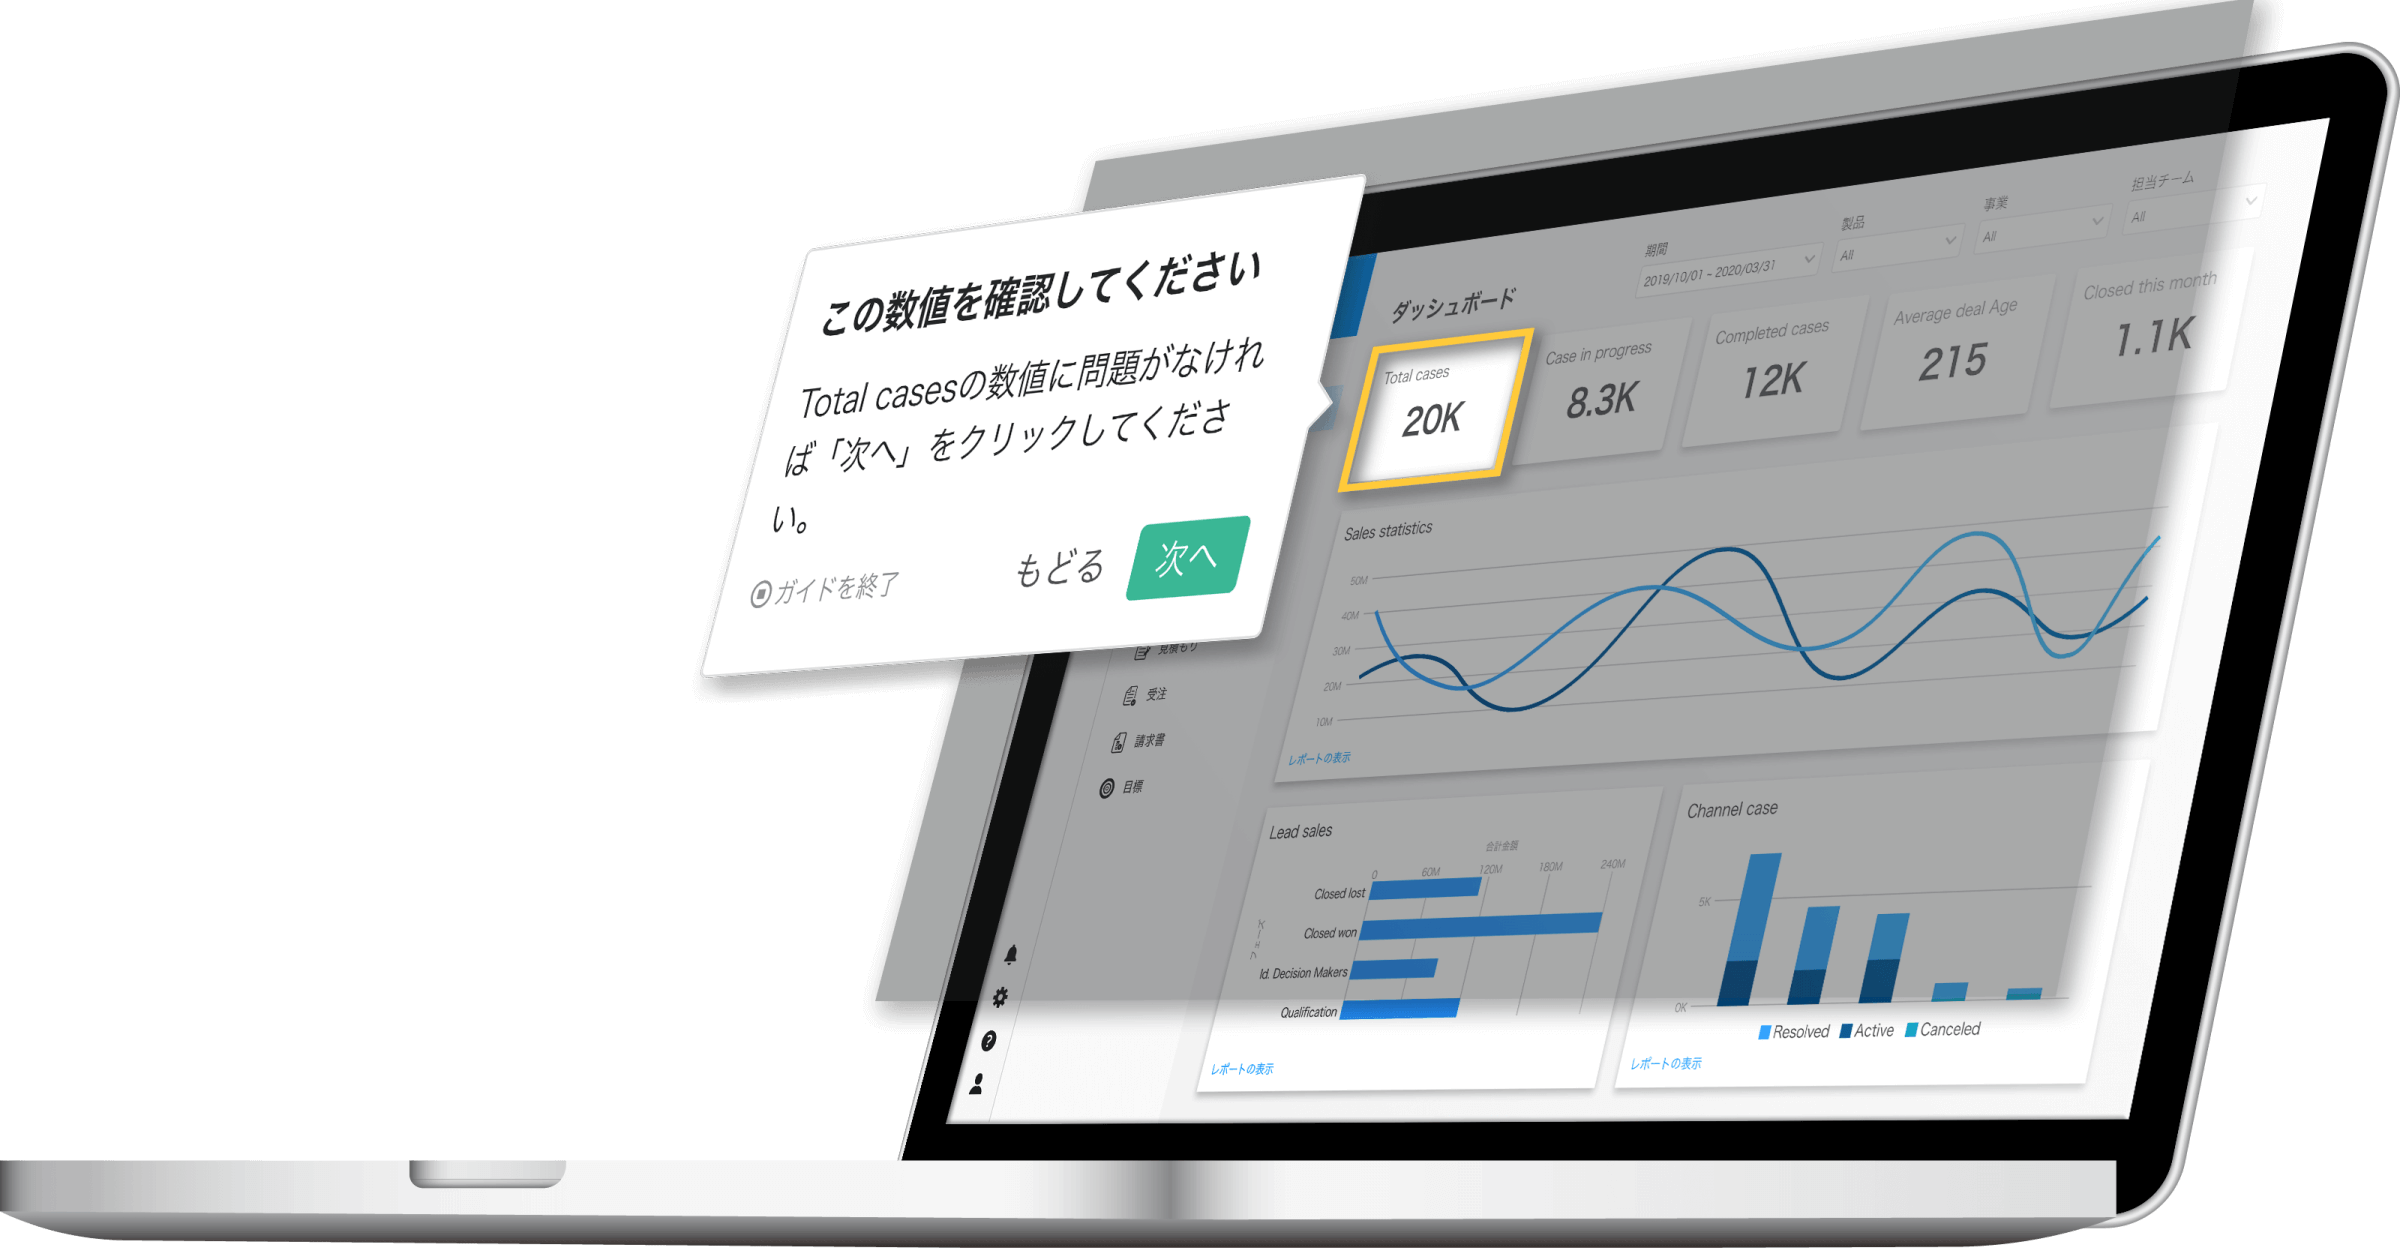 この数値を確認してください
Total casesの数値に問題がなけれ
ば「次へ」をクリックしてくださ
い。
ガイドを終了
もどる
次へ
ダッシュボード
期間
2019/10/01 ~ 2020/03/31
製品
All
事業
All
担当チーム
All
Total cases
20K
Case in progress
8.3K
Completed cases
12K
Average deal Age
215
Closed this month
1.1K
見積もり
受注
請求書
目標
Sales statistics
50M
40M
30M
20M
10M
レポートの表示
Lead sales
合計金額
0
60M
120M
180M
240M
フェーズ
Closed lost
Closed won
Id. Decision Makers
Qualification
レポートの表示
Channel case
5K
0K
Resolved
Active
Canceled
レポートの表示